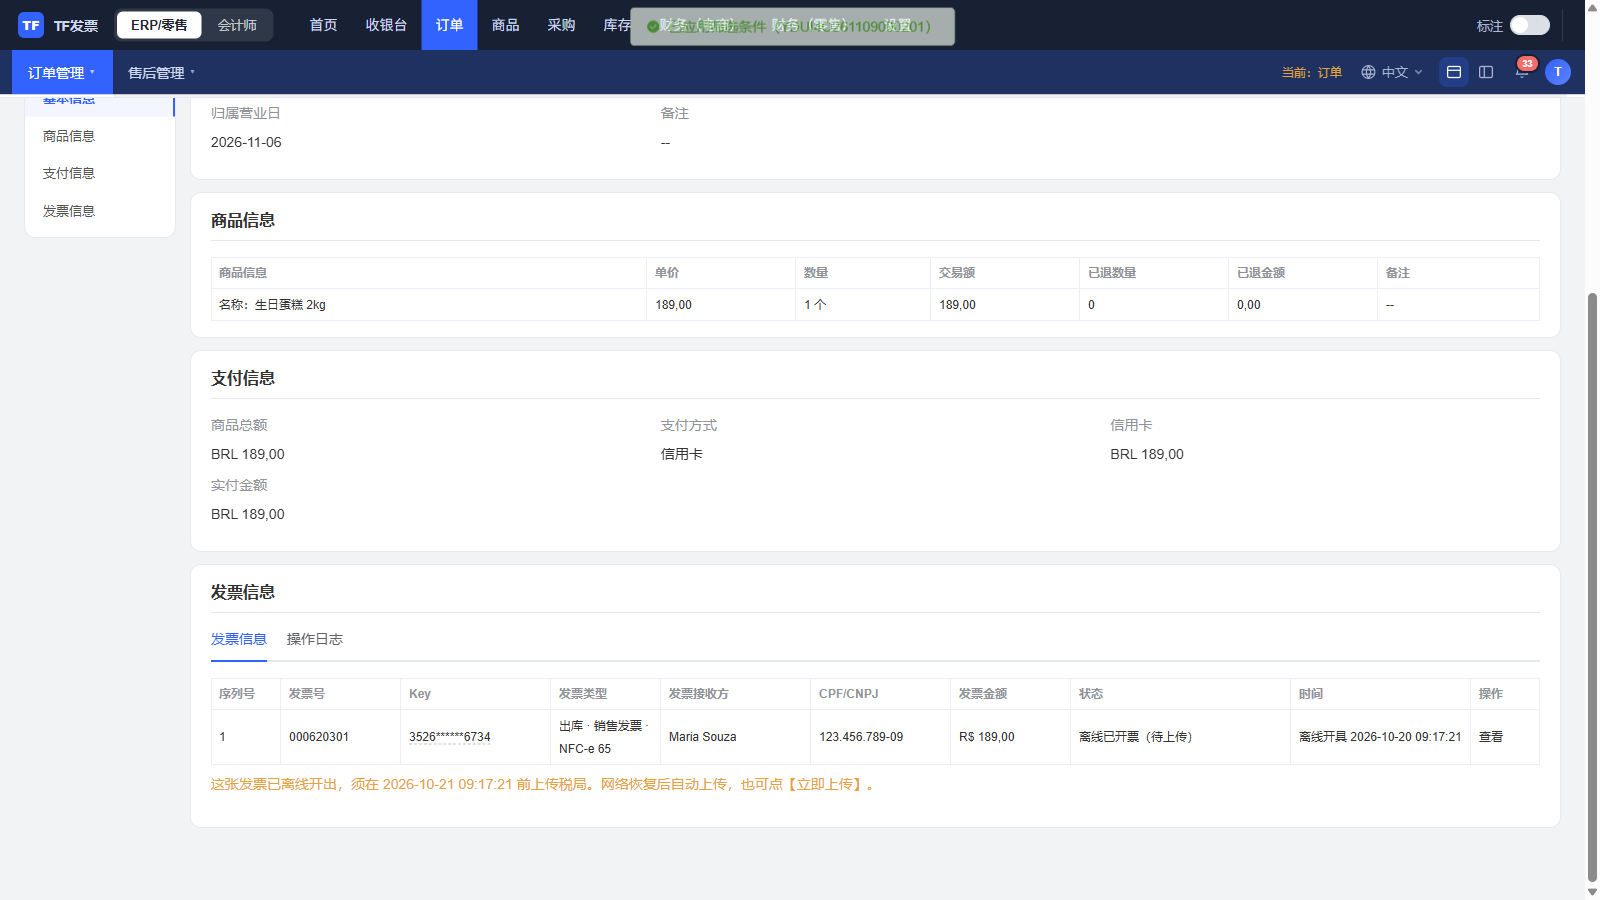 TF TF发票 ERP/零售 会计师 首页 收银台 订单 商品 采购 库存 标注
订单管理 售后管理 当前：订单 中文 33 T
基本信息
商品信息
支付信息
发票信息
归属营业日 备注
2026-11-06 --
商品信息
商品信息 单价 数量 交易额 已退数量 已退金额 备注
名称：生日蛋糕 2kg 189,00 1 个 189,00 0 0,00 --
支付信息
商品总额 支付方式 信用卡
BRL 189,00 信用卡 BRL 189,00
实付金额
BRL 189,00
发票信息
发票信息 操作日志
序列号 发票号 Key 发票类型 发票接收方 CPF/CNPJ 发票金额 状态 时间 操作
1 000620301 3526******6734 出库 · 销售发票 · NFC-e 65 Maria Souza 123.456.789-09 R$ 189,00 离线已开票（待上传） 离线开具 2026-10-20 09:17:21 查看
这张发票已离线开出，须在 2026-10-21 09:17:21 前上传税局。网络恢复后自动上传，也可点【立即上传】。